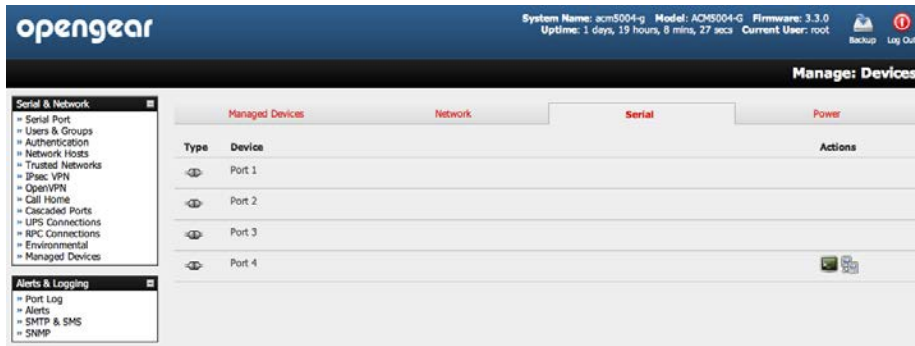 opengear
System Name: acm5004-g Model: ACM5004-G Firmware: 3.3.0
Uptime: 1 days, 19 hours, 8 mins, 27 secs Current User: root
Backup
Log Out
Manage: Devices
Serial & Network
» Serial Port
» Users & Groups
» Authentication
» Network Hosts
» Trusted Networks
» IPsec VPN
» OpenVPN
» Call Home
» Cascaded Ports
» UPS Connections
» RPC Connections
» Environmental
» Managed Devices
Alerts & Logging
» Port Log
» Alerts
» SMTP & SMS
» SNMP
Managed Devices Network Serial Power
Type Device Actions
Port 1
Port 2
Port 3
Port 4